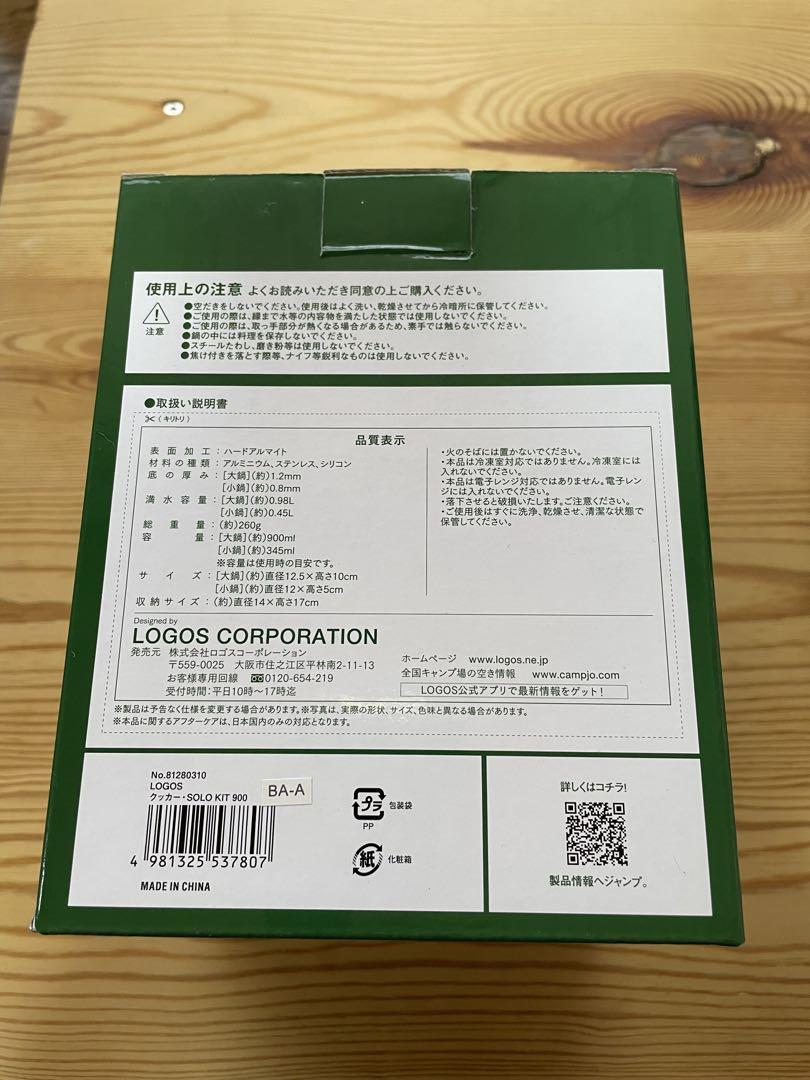 使用上の注意 よくお読みいただき同意の上ご購入ください。
注意
●空だきをしないでください。使用後はよく洗い、乾燥させてから冷暗所に保管してください。
●ご使用の際は、縁まで水等の内容物を満たした状態では使用しないでください。
●ご使用の際は、取っ手部分が熱くなる場合があるため、素手では触らないでください。
●鍋の中には料理を保存しないでください。
●スチールたわし、磨き粉等は使用しないでください。
●焦げ付きを落とす際等、ナイフ等鋭利なものは使用しないでください。
●取扱い説明書
(キリトリ)
品質表示
表面加工:ハードアルマイト
材料の種類:アルミニウム、ステンレス、シリコン
底の厚み:[大鍋](約)1.2mm
[小鍋](約)0.8mm
満水容量:[大鍋](約)0.98L
[小鍋](約)0.45L
総重量:(約)260g
容量:[大鍋](約)900ml
[小鍋](約)345ml
※容量は使用時の目安です。
サイズ:[大鍋](約)直径12.5×高さ10cm
[小鍋](約)直径12×高さ5cm
収納サイズ:(約)直径14×高さ17cm
・火のそばには置かないでください。
・本品は冷凍室対応ではありません。冷凍室には
入れないでください。
・本品は電子レンジ対応ではありません。電子レン
ジには入れないでください。
・落下させると破損いたします。ご注意ください。
・ご使用後はすぐに洗浄、乾燥させ、清潔な状態で
保管してください。
Designed by
LOGOS CORPORATION
発売元 株式会社ロゴスコーポレーション
〒559-0025 大阪市住之江区平林南2-11-13
お客様専用回線 0120-654-219
受付時間:平日10時〜17時迄
ホームページ www.logos.ne.jp
全国キャンプ場の空き情報 www.campjo.com
LOGOS公式アプリで最新情報をゲット!
※製品は予告なく仕様を変更する場合があります。※写真は、実際の形状、サイズ、色味と異なる場合があります。
※本品に関するアフターケアは、日本国内のみの対応となります。
No.81280310
LOGOS
クッカー・SOLO KIT 900
BA-A
4 981325 537807
MADE IN CHINA
プラ 包装袋
PP
紙 化粧箱
詳しくはコチラ!
製品情報へジャンプ。